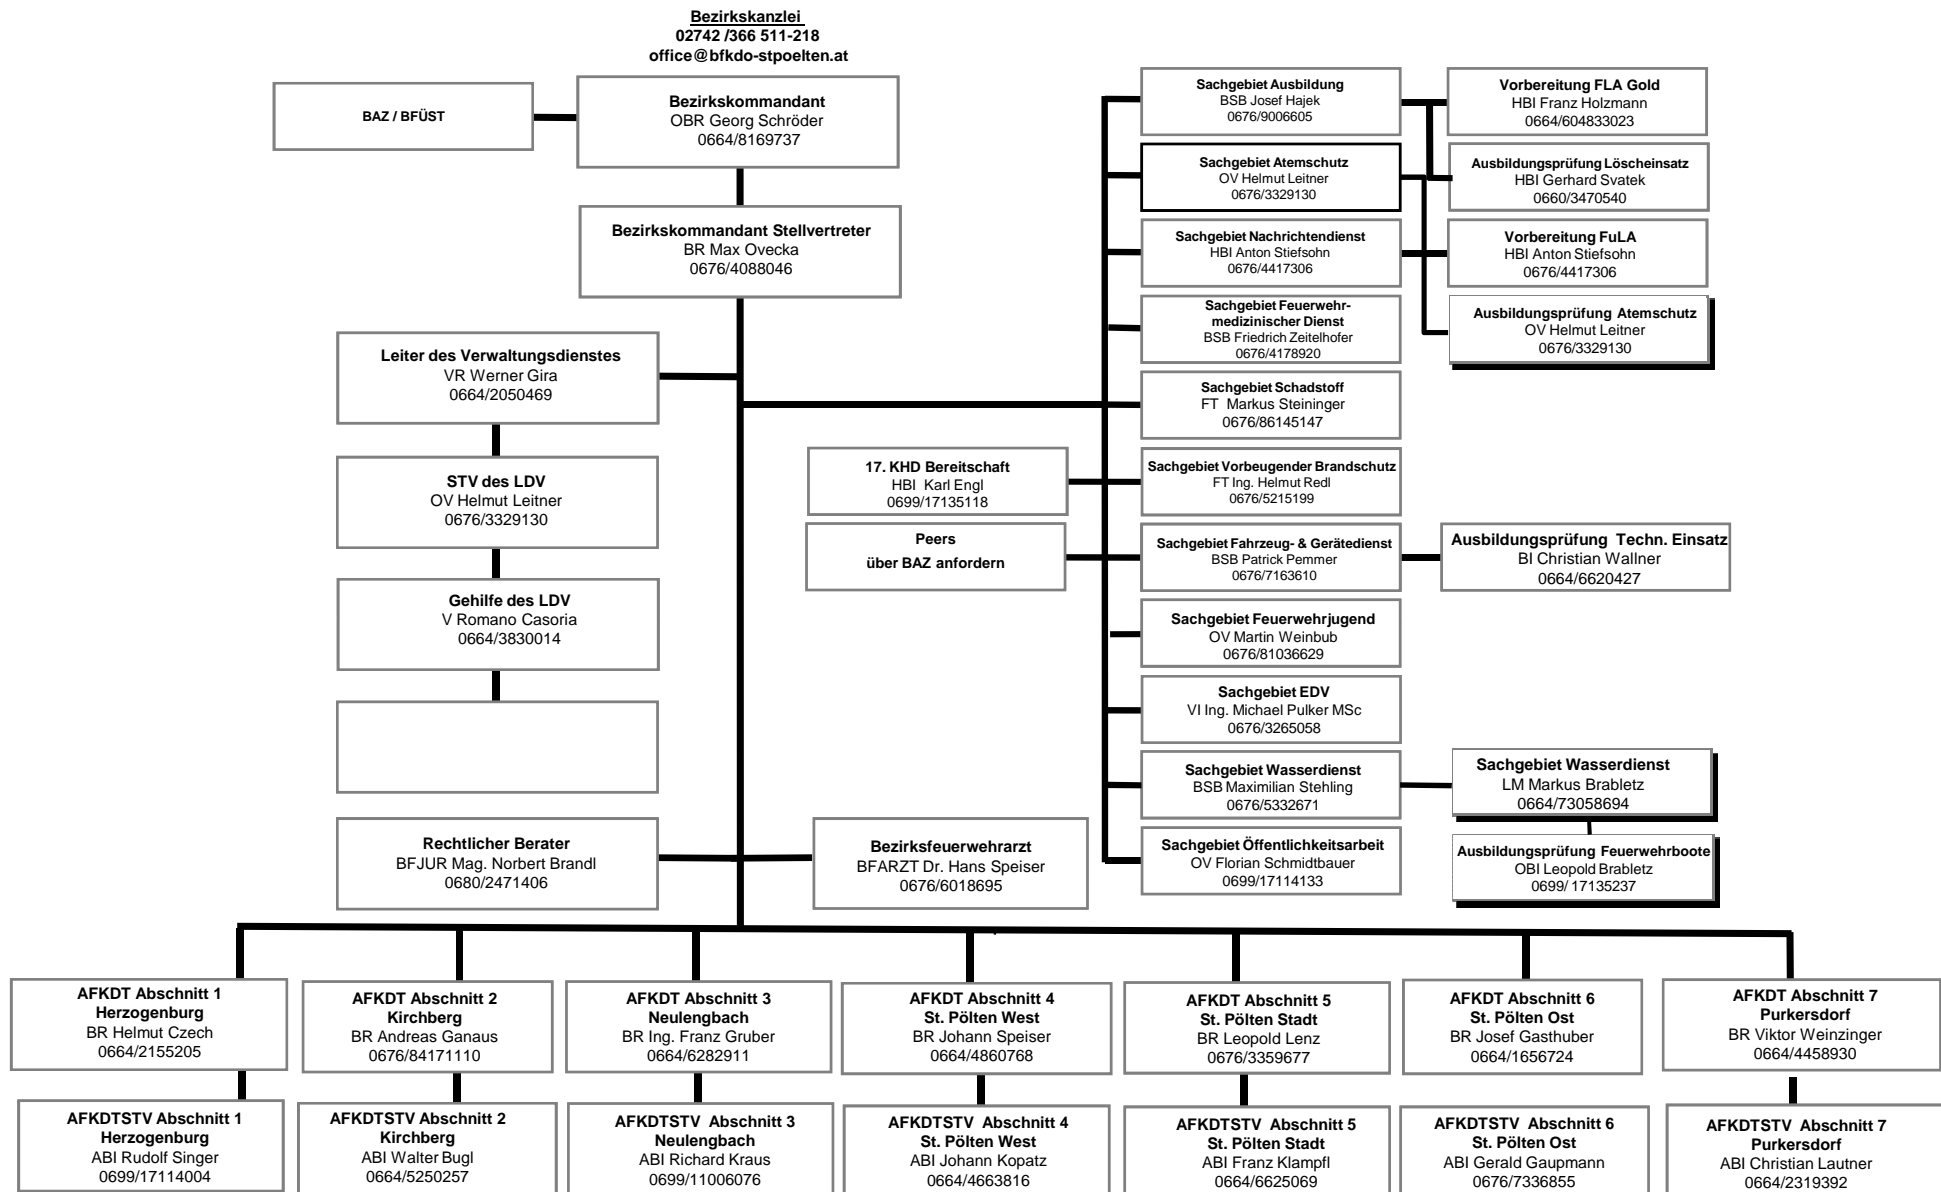 Bezirkskanzlei
02742 /366 511-218
office@bfkdo-stpoelten.at
BAZ / BFÜST
Bezirkskommandant
OBR Georg Schröder
0664/8169737
Bezirkskommandant Stellvertreter
BR Max Ovecka
0676/4088046
Leiter des Verwaltungsdienstes
VR Werner Gira
0664/2050469
STV des LDV
OV Helmut Leitner
0676/3329130
Gehilfe des LDV
V Romano Casoria
0664/3830014
Rechtlicher Berater
BFJUR Mag. Norbert Brandl
0680/2471406
Bezirksfeuerwehrarzt
BFARZT Dr. Hans Speiser
0676/6018695
17. KHD Bereitschaft
HBI Karl Engl
0699/17135118
Peers
über BAZ anfordern
Sachgebiet Ausbildung
BSB Josef Hajek
0676/9006605
Sachgebiet Atemschutz
OV Helmut Leitner
0676/3329130
Sachgebiet Nachrichtendienst
HBI Anton Stiefsohn
0676/4417306
Sachgebiet Feuerwehr-
medizinischer Dienst
BSB Friedrich Zeitelhofer
0676/4178920
Sachgebiet Schadstoff
FT Markus Steininger
0676/86145147
Sachgebiet Vorbeugender Brandschutz
FT Ing. Helmut Redl
0676/5215199
Sachgebiet Fahrzeug- & Gerätedienst
BSB Patrick Pemmer
0676/7163610
Sachgebiet Feuerwehrjugend
OV Martin Weinbub
0676/81036629
Sachgebiet EDV
VI Ing. Michael Pulker MSc
0676/3265058
Sachgebiet Wasserdienst
BSB Maximilian Stehling
0676/5332671
Sachgebiet Öffentlichkeitsarbeit
OV Florian Schmidtbauer
0699/17114133
Vorbereitung FLA Gold
HBI Franz Holzmann
0664/604833023
Ausbildungsprüfung Löscheinsatz
HBI Gerhard Svatek
0660/3470540
Vorbereitung FuLA
HBI Anton Stiefsohn
0676/4417306
Ausbildungsprüfung Atemschutz
OV Helmut Leitner
0676/3329130
Ausbildungsprüfung Techn. Einsatz
BI Christian Wallner
0664/6620427
Sachgebiet Wasserdienst
LM Markus Brabletz
0664/73058694
Ausbildungsprüfung Feuerwehrboote
OBI Leopold Brabletz
0699/ 17135237
AFKDT Abschnitt 1
Herzogenburg
BR Helmut Czech
0664/2155205
AFKDT Abschnitt 2
Kirchberg
BR Andreas Ganaus
0676/84171110
AFKDT Abschnitt 3
Neulengbach
BR Ing. Franz Gruber
0664/6282911
AFKDT Abschnitt 4
St. Pölten West
BR Johann Speiser
0664/4860768
AFKDT Abschnitt 5
St. Pölten Stadt
BR Leopold Lenz
0676/3359677
AFKDT Abschnitt 6
St. Pölten Ost
BR Josef Gasthuber
0664/1656724
AFKDT Abschnitt 7
Purkersdorf
BR Viktor Weinzinger
0664/4458930
AFKDTSTV Abschnitt 1
Herzogenburg
ABI Rudolf Singer
0699/17114004
AFKDTSTV Abschnitt 2
Kirchberg
ABI Walter Bugl
0664/5250257
AFKDTSTV Abschnitt 3
Neulengbach
ABI Richard Kraus
0699/11006076
AFKDTSTV Abschnitt 4
St. Pölten West
ABI Johann Kopatz
0664/4663816
AFKDTSTV Abschnitt 5
St. Pölten Stadt
ABI Franz Klampfl
0664/6625069
AFKDTSTV Abschnitt 6
St. Pölten Ost
ABI Gerald Gaupmann
0676/7336855
AFKDTSTV Abschnitt 7
Purkersdorf
ABI Christian Lautner
0664/2319392